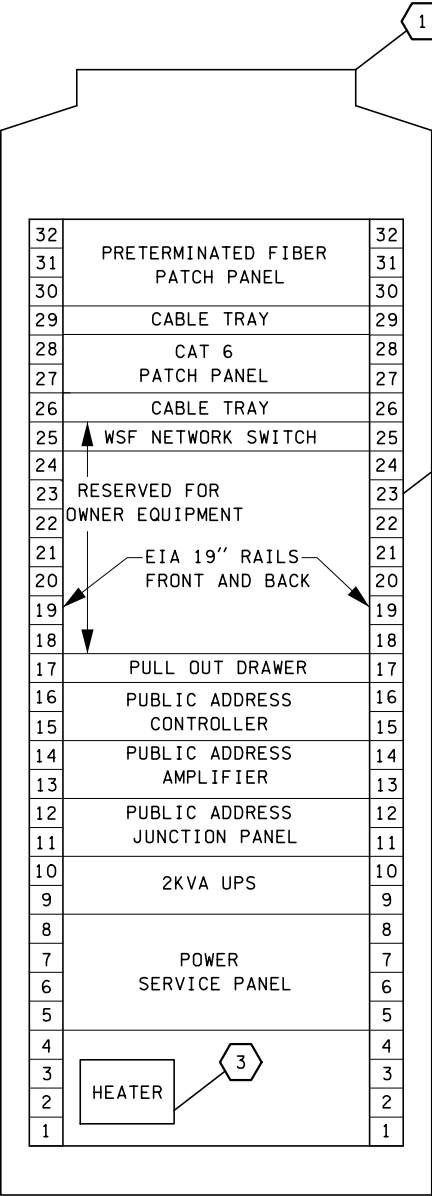 1
32 PRETERMINATED FIBER 32
31 PATCH PANEL 31
30 30
29 CABLE TRAY 29
28 CAT 6 28
27 PATCH PANEL 27
26 CABLE TRAY 26
25 WSF NETWORK SWITCH 25
24 24
23 RESERVED FOR 23
22 OWNER EQUIPMENT 22
21 EIA 19" RAILS 21
20 FRONT AND BACK 20
19 19
18 18
17 PULL OUT DRAWER 17
16 PUBLIC ADDRESS 16
15 CONTROLLER 15
14 PUBLIC ADDRESS 14
13 AMPLIFIER 13
12 PUBLIC ADDRESS 12
11 JUNCTION PANEL 11
10 2KVA UPS 10
9 9
8 8
7 POWER 7
6 SERVICE PANEL 6
5 5
4 4
3 3 3
2 HEATER 2
1 1